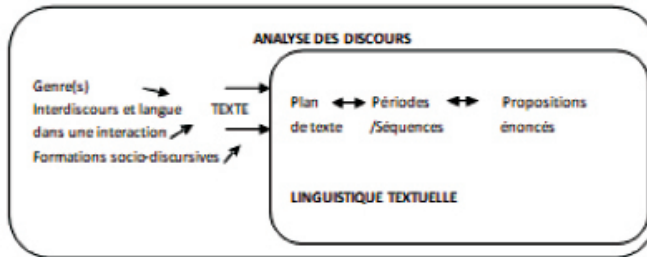 ANALYSE DES DISCOURS
Genre(s)
Interdiscours et langue TEXTE
dans une interaction
Formations socio-discursives
Plan Périodes Propositions
de texte /Séquences énoncés
LINGUISTIQUE TEXTUELLE